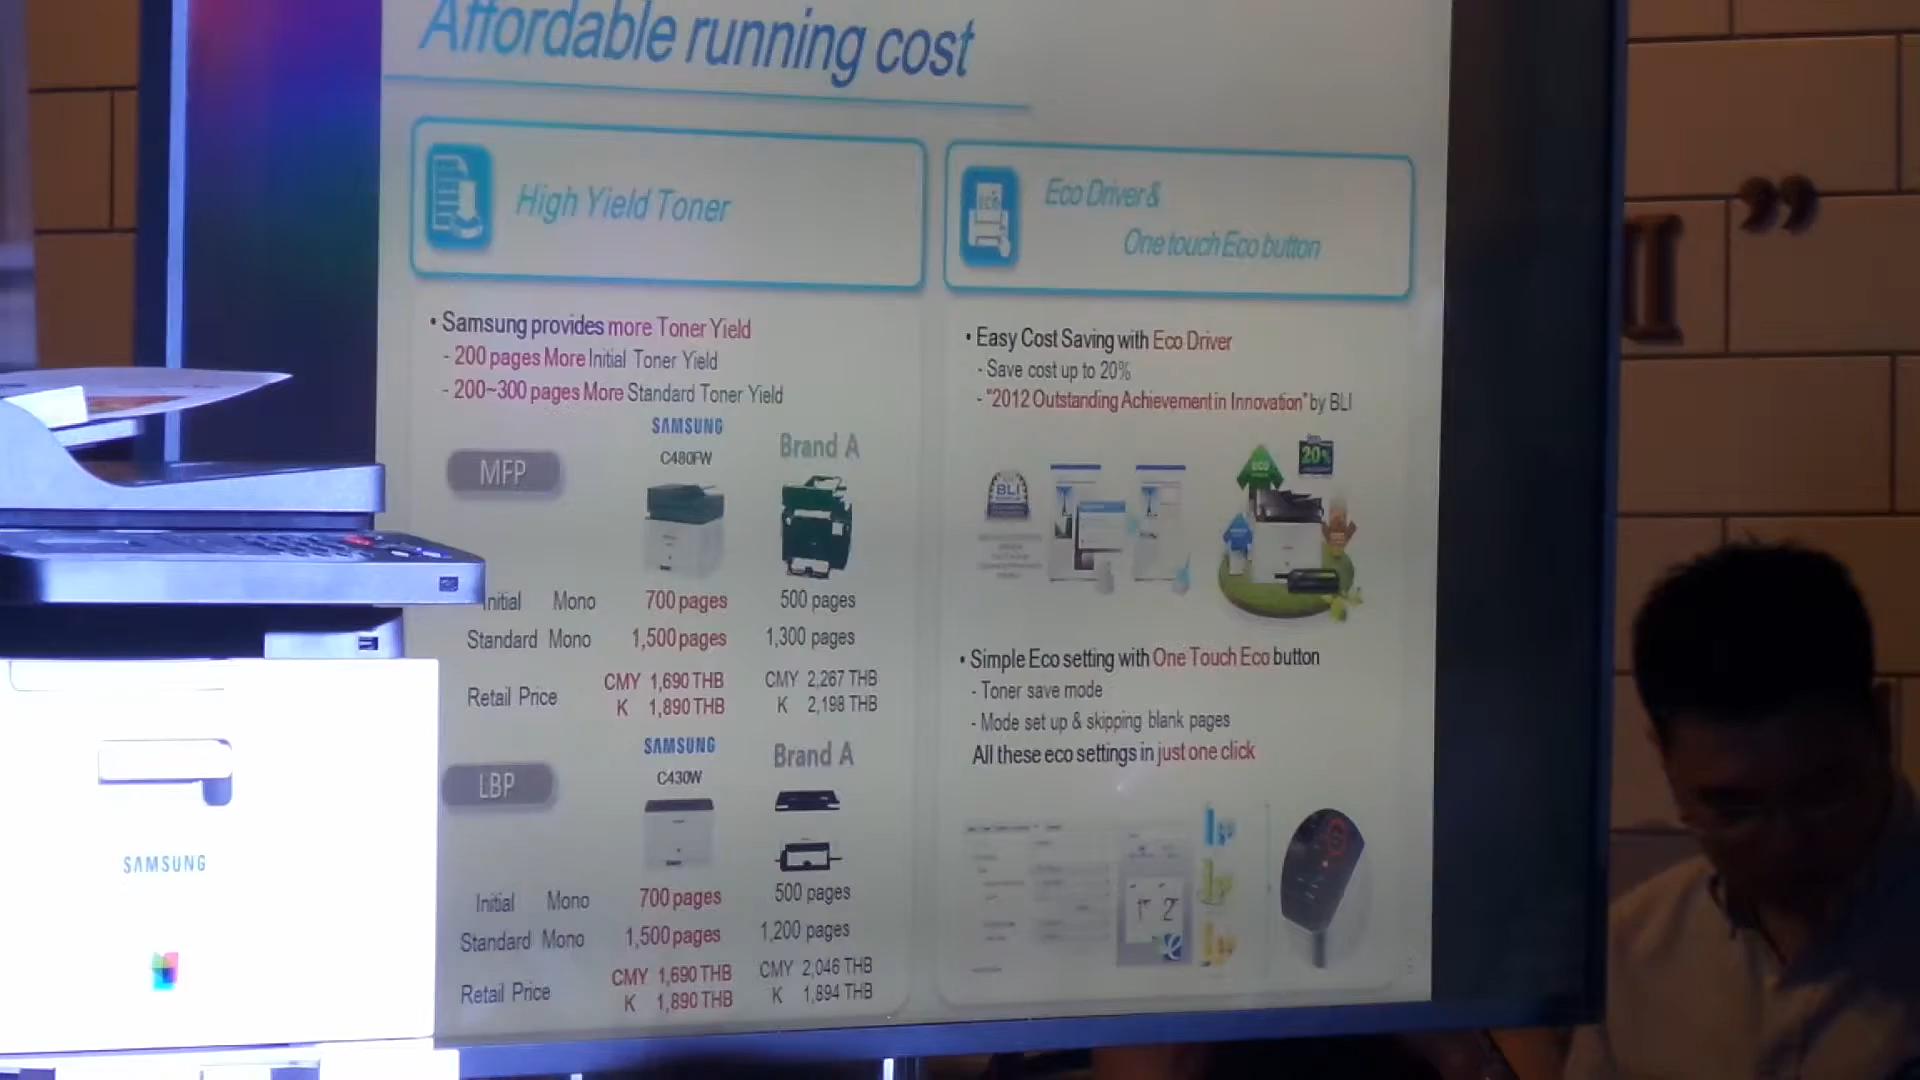 Affordable running cost
High Yield Toner
• Samsung provides more Toner Yield
- 200 pages More Initial Toner Yield
- 200~300 pages More Standard Toner Yield
MFP
SAMSUNG
C480FW
Brand A
Initial Mono 700 pages 500 pages
Standard Mono 1,500 pages 1,300 pages
Retail Price
CMY 1,690 THB CMY 2,267 THB
K 1,890 THB K 2,198 THB
LBP
SAMSUNG
C430W
Brand A
Initial Mono 700 pages 500 pages
Standard Mono 1,500 pages 1,200 pages
Retail Price
CMY 1,690 THB CMY 2,046 THB
K 1,890 THB K 1,894 THB
ECO
Eco Driver &
One touch Eco button
• Easy Cost Saving with Eco Driver
- Save cost up to 20%
- "2012 Outstanding Achievement in Innovation" by BLI
BLI
ECO
20%
• Simple Eco setting with One Touch Eco button
- Toner save mode
- Mode set up & skipping blank pages
All these eco settings in just one click
1 2
SAMSUNG
”